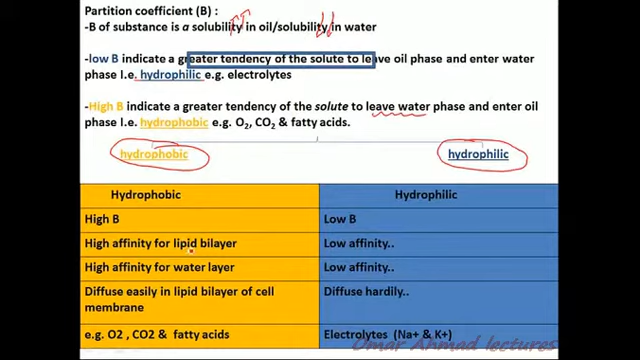 Partition coefficient (B) :
-B of substance is a solubility in oil/solubility in water
-low B indicate a greater tendency of the solute to leave oil phase and enter water
phase I.e hydrophilic e.g. electrolytes
-High B indicate a greater tendency of the solute to leave water phase and enter oil
phase I.e. hydrophobic e.g. O2, CO2 & fatty acids.
hydrophobic hydrophilic
Hydrophobic Hydrophilic
High B Low B
High affinity for lipid bilayer Low affinity..
High affinity for water layer Low affinity..
Diffuse easily in lipid bilayer of cell Diffuse hardily..
membrane
e.g. O2 , CO2 & fatty acids Electrolytes (Na+ & K+)
Omar Ahmad lectures